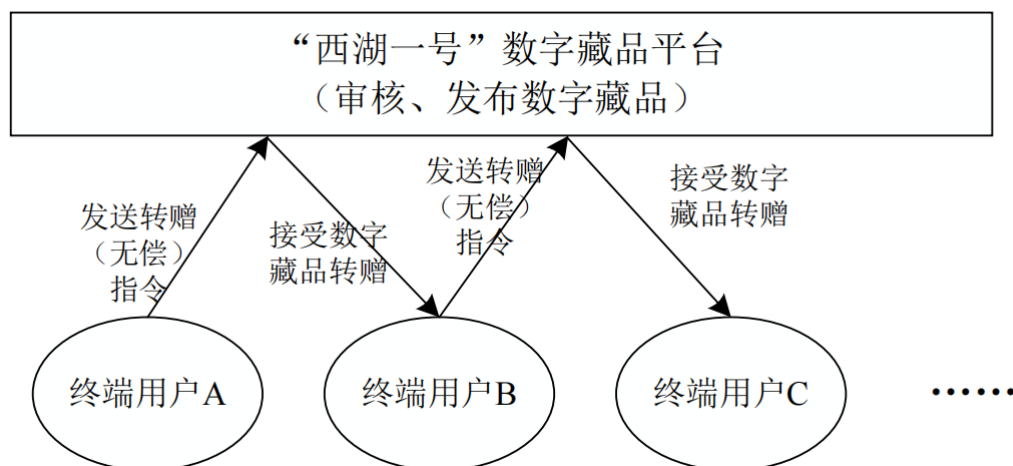 “西湖一号”数字藏品平台
（审核、发布数字藏品）
发送转赠
（无偿）
指令
接受数字
藏品转赠
发送转赠
（无偿）
指令
接受数字
藏品转赠
终端用户A
终端用户B
终端用户C
……